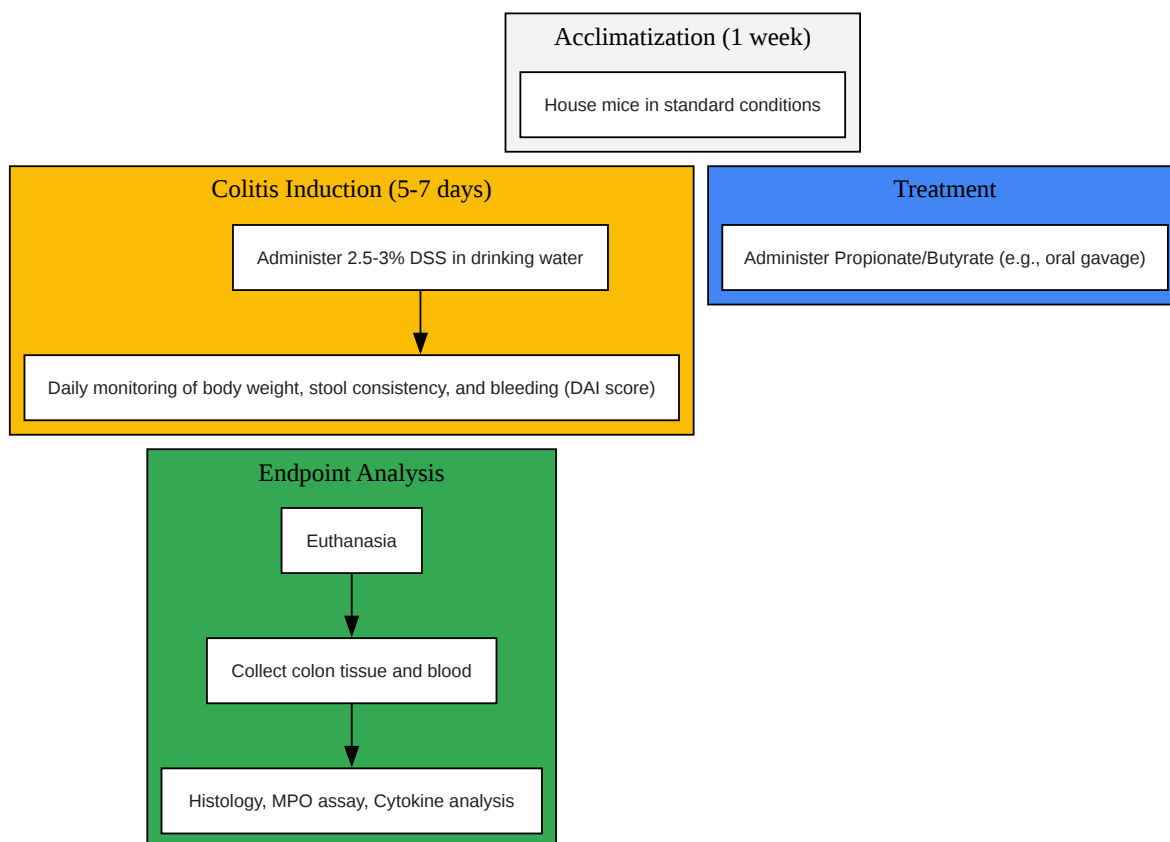 Acclimatization (1 week)
House mice in standard conditions
Colitis Induction (5-7 days)
Administer 2.5-3% DSS in drinking water
Daily monitoring of body weight, stool consistency, and bleeding (DAI score)
Treatment
Administer Propionate/Butyrate (e.g., oral gavage)
Endpoint Analysis
Euthanasia
Collect colon tissue and blood
Histology, MPO assay, Cytokine analysis